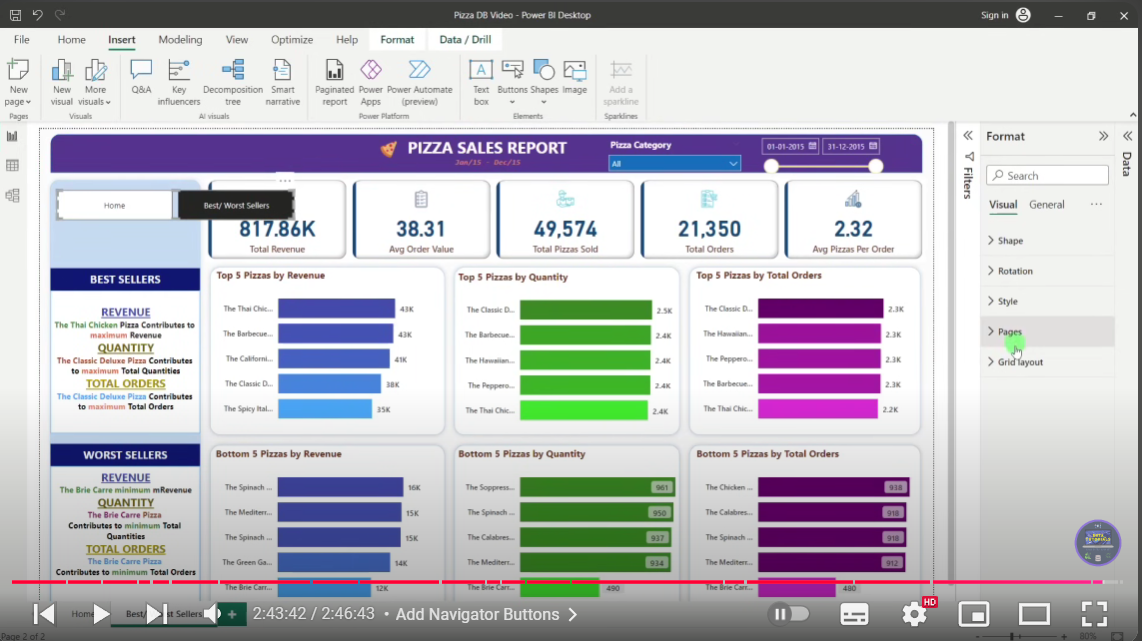 Pizza DB Video - Power BI Desktop
Sign in
File Home Insert Modeling View Optimize Help Format Data / Drill
New page
New visual
More visuals
Q&A
Key influencers
Decomposition tree
Smart narrative
Paginated report
Power Apps
Power Automate (preview)
Text box
Buttons
Shapes
Image
Add a sparkline
Pages Visuals AI visuals Power Platform Elements Sparklines
PIZZA SALES REPORT
Jan/15 - Dec/15
Pizza Category
All
01-01-2015 31-12-2015
Home
Best/ Worst Sellers
817.86K
Total Revenue
38.31
Avg Order Value
49,574
Total Pizzas Sold
21,350
Total Orders
2.32
Avg Pizzas Per Order
BEST SELLERS
REVENUE
The Thai Chicken Pizza Contributes to
maximum Revenue
QUANTITY
The Classic Deluxe Pizza Contributes
to maximum Total Quantities
TOTAL ORDERS
The Classic Deluxe Pizza Contributes
to maximum Total Orders
Top 5 Pizzas by Revenue
The Thai Chic... 43K
The Barbecue... 43K
The Californi... 41K
The Classic D... 38K
The Spicy Ital... 35K
Top 5 Pizzas by Quantity
The Classic D... 2.5K
The Barbecue... 2.4K
The Hawaiian... 2.4K
The Peppero... 2.4K
The Thai Chic... 2.4K
Top 5 Pizzas by Total Orders
The Classic D... 2.3K
The Hawaiian... 2.3K
The Peppero... 2.3K
The Barbecue... 2.3K
The Thai Chic... 2.2K
WORST SELLERS
REVENUE
The Brie Carre minimum mRevenue
QUANTITY
The Brie Carre Pizza
Contributes to minimum Total
Quantities
TOTAL ORDERS
The Brie Carre Pizza
Contributes to minimum Total Orders
Bottom 5 Pizzas by Revenue
The Spinach ... 16K
The Mediterr... 15K
The Spinach ... 15K
The Green Ga... 14K
The Brie Carr... 12K
Bottom 5 Pizzas by Quantity
The Soppress... 961
The Spinach ... 950
The Calabres... 937
The Mediterr... 934
The Brie Carr... 490
Bottom 5 Pizzas by Total Orders
The Chicken ... 938
The Calabres... 918
The Spinach ... 918
The Mediterr... 912
The Brie Carr... 480
Filters
Format
Search
Visual General
Shape
Rotation
Style
Pages
Grid layout
Data
2:43:42 / 2:46:43 • Add Navigator Buttons
HD
Page 2 of 2
80%